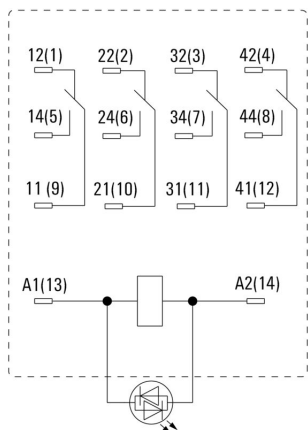 12(1) 22(2) 32(3) 42(4)
14(5) 24(6) 34(7) 44(8)
11 (9) 21(10) 31(11) 41(12)
A1(13) A2(14)